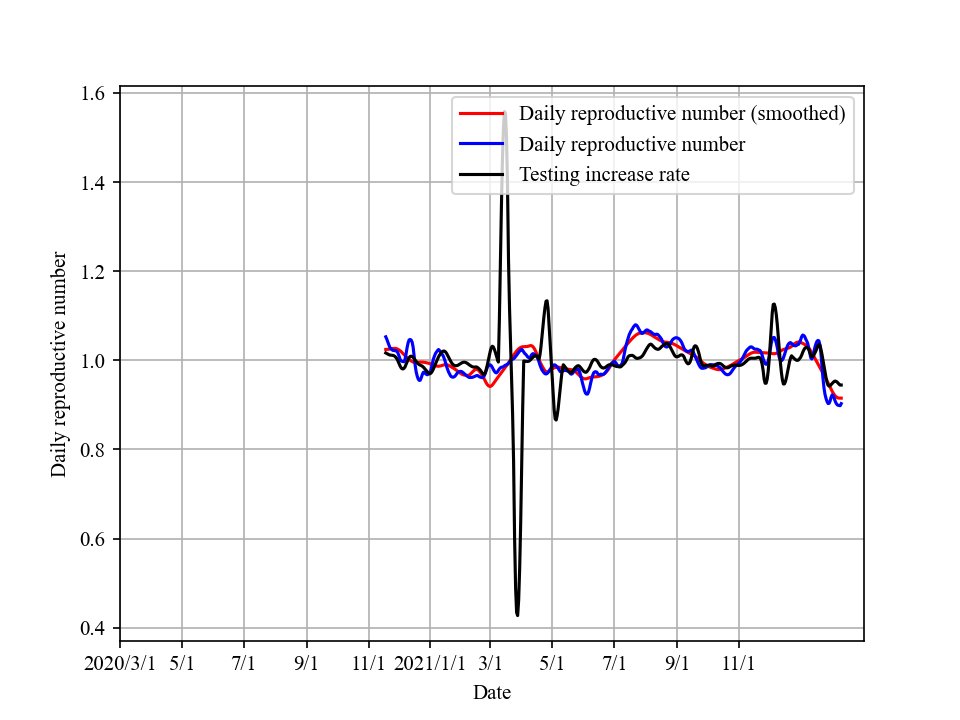 Daily reproductive number (smoothed)
Daily reproductive number
Testing increase rate
Daily reproductive number
1.6
1.4
1.2
1.0
0.8
0.6
0.4
2020/3/1 5/1 7/1 9/1 11/1 2021/1/1 3/1 5/1 7/1 9/1 11/1
Date